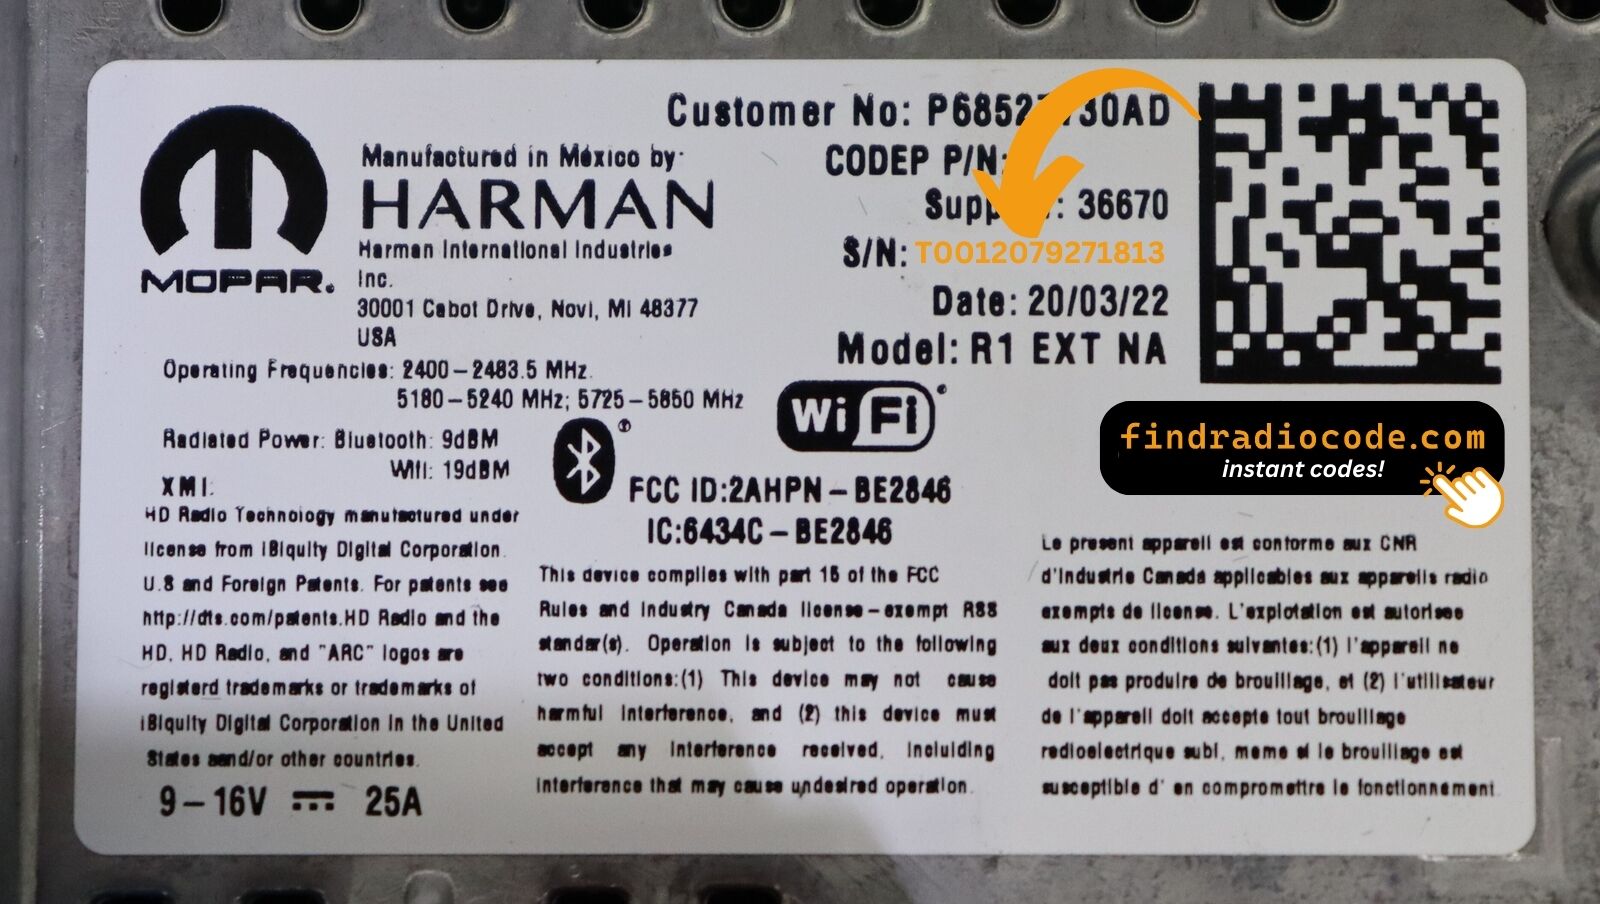 Customer No: P6852 30AD
CODEP P/N:
36670
S/N: T0012079271813
Date: 20/03/22
Model: R1 EXT NA
MOPAR.
Manufactured in México by:
HARMAN
Harman International Industries
Inc.
30001 Cabot Drive, Novi, MI 48377
USA
Operating Frequencies: 2400-2483.5 MHz.
5180-5240 MHz; 5725-5850 MHz
Radiated Power: Bluetooth: 9dBM
Wifi: 19dBM
XMI:
HD Radio Technology manufactured under
license from iBiquity Digital Corporation.
U.S and Foreign Patents. For patents see
http://dts.com/patents.HD Radio and the
HD, HD Radio, and "ARC" logos are
registerd trademarks or trademarks of
iBiquity Digital Corporation in the United
States aand/or other countries.
9-16V 25A
WiFi
FCC ID:2AHPN-BE2846
IC:6434C-BE2846
This device complies with part 15 of the FCC
Rules and Industry Canada license-exempt RSS
standar(s). Operation is subject to the following
two conditions:(1) This device may not cause
harmful interference, and (2) this device must
accept any interference received, incluiding
interference that may cause undesired operation.
findradiocode.com
instant codes!
Le present appareil est conforme aux CNR
d'Industrie Canada applicables aux appareils radio
exempts de license. L'explotation est autorisee
aux deux conditions suivantes:(1) l'appareil ne
doit pas produire de brouillage, et (2) l'utilisateur
de l'appareil doit accepte tout brouillage
radioelectrique subi, meme si le brouillage est
susceptible d' en compromettre le fonctionnement.